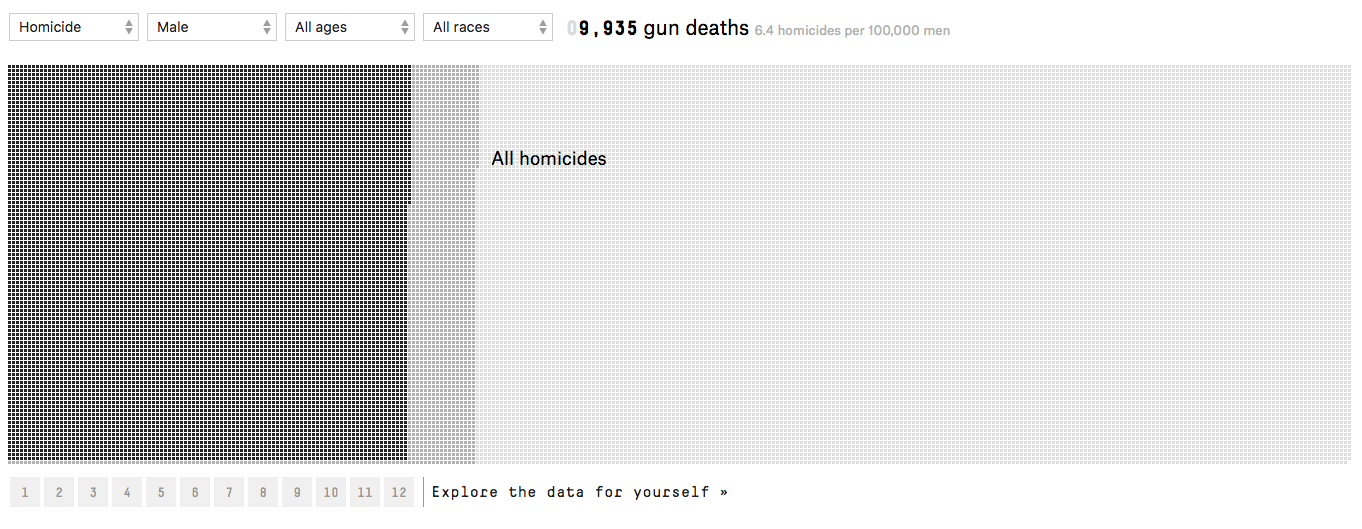 Homicide Male All ages All races 09,935 gun deaths 6.4 homicides per 100,000 men
All homicides
1 2 3 4 5 6 7 8 9 10 11 12 Explore the data for yourself »